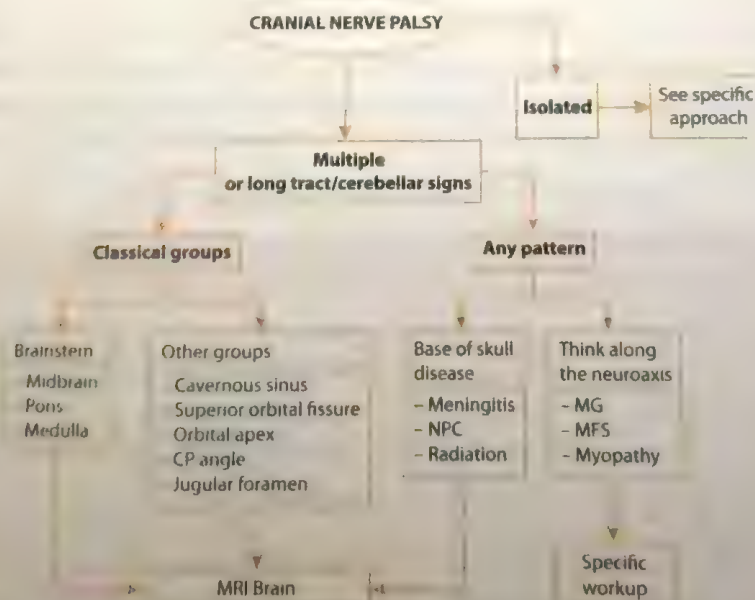 CRANIAL NERVE PALSY
Isolated
See specific
approach
Multiple
or long tract/cerebellar signs
Classical groups
Any pattern
Brainstem
Midbrain
Pons
Medulla
Other groups
Cavernous sinus
Superior orbital fissure
Orbital apex
CP angle
Jugular foramen
Base of skull
disease
– Meningitis
– NPC
– Radiation
Think along
the neuroaxis
– MG
– MFS
– Myopathy
MRI Brain
Specific
workup